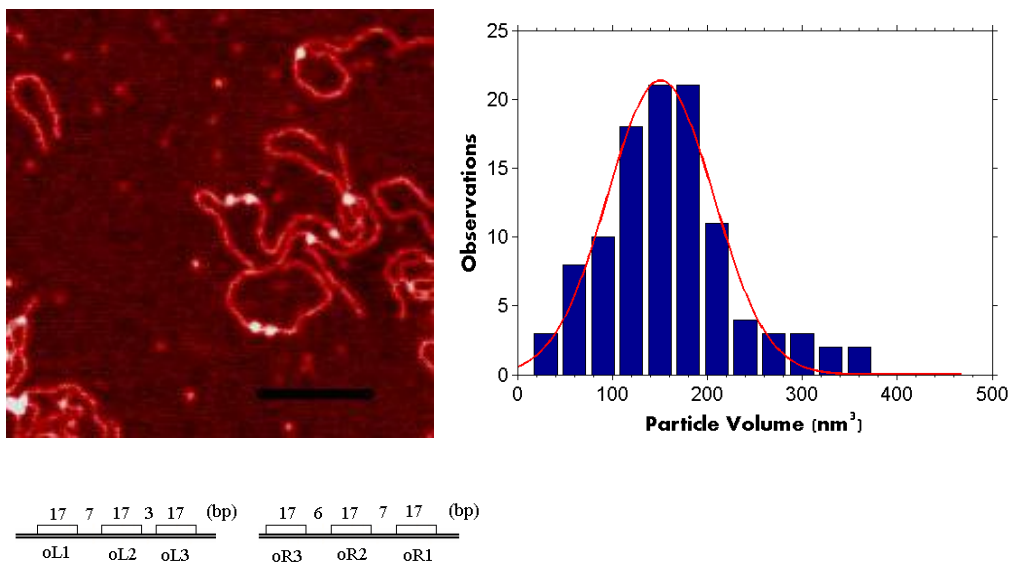 25
20
15
10
5
0
Observations
0 100 200 300 400 500
Particle Volume (nm³)
17 7 17 3 17 (bp)
oL1 oL2 oL3
17 6 17 7 17 (bp)
oR3 oR2 oR1